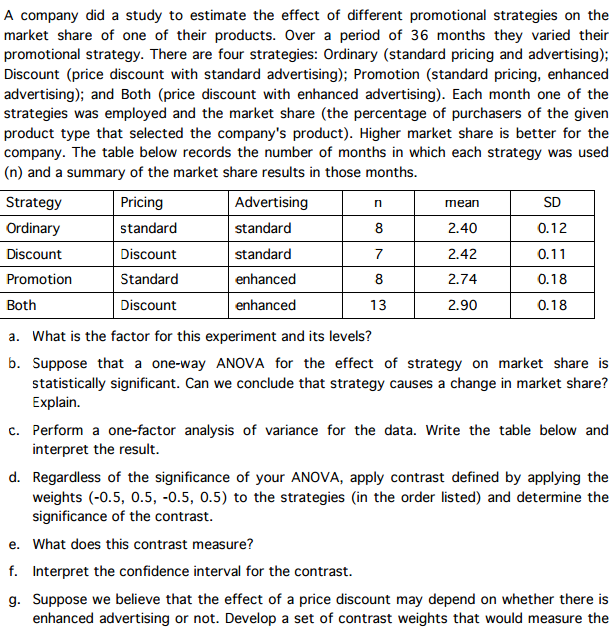 A company did a study to estimate the effect of different promotional strategies on the
market share of one of their products. Over a period of 36 months they varied their
promotional strategy. There are four strategies: Ordinary (standard pricing and advertising);
Discount (price discount with standard advertising); Promotion (standard pricing, enhanced
advertising); and Both (price discount with enhanced advertising). Each month one of the
strategies was employed and the market share (the percentage of purchasers of the given
product type that selected the company's product). Higher market share is better for the
company. The table below records the number of months in which each strategy was used
(n) and a summary of the market share results in those months.
Strategy Pricing Advertising n mean SD
Ordinary standard standard 8 2.40 0.12
Discount Discount standard 7 2.42 0.11
Promotion Standard enhanced 8 2.74 0.18
Both Discount enhanced 13 2.90 0.18
a. What is the factor for this experiment and its levels?
b. Suppose that a one-way ANOVA for the effect of strategy on market share is
statistically significant. Can we conclude that strategy causes a change in market share?
Explain.
c. Perform a one-factor analysis of variance for the data. Write the table below and
interpret the result.
d. Regardless of the significance of your ANOVA, apply contrast defined by applying the
weights (-0.5, 0.5, -0.5, 0.5) to the strategies (in the order listed) and determine the
significance of the contrast.
e. What does this contrast measure?
f. Interpret the confidence interval for the contrast.
g. Suppose we believe that the effect of a price discount may depend on whether there is
enhanced advertising or not. Develop a set of contrast weights that would measure the